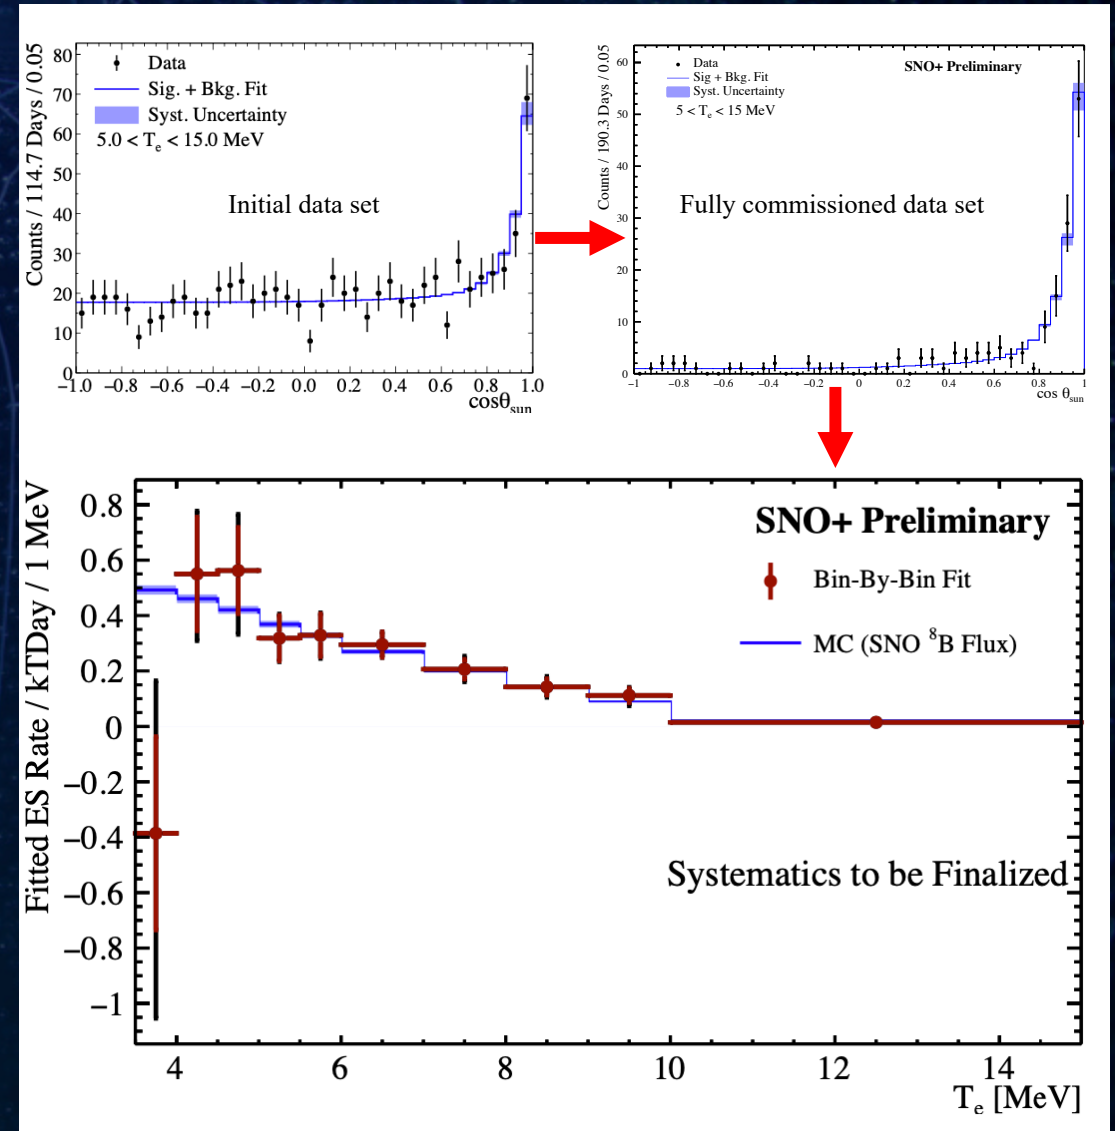 Counts / 114.7 Days / 0.05
80
70
60
50
40
30
20
10
0
Data
Sig. + Bkg. Fit
Syst. Uncertainty
5.0 < Te < 15.0 MeV
Initial data set
−1.0 −0.8 −0.6 −0.4 −0.2 0.0 0.2 0.4 0.6 0.8 1.0
cosθsun
Counts / 190.3 Days / 0.05
60
50
40
30
20
10
0
Data
Sig + Bkg Fit
Syst. Uncertainty
5 < Te < 15 MeV
SNO+ Preliminary
Fully commissioned data set
−1 −0.8 −0.6 −0.4 −0.2 0 0.2 0.4 0.6 0.8 1
cos θsun
Fitted ES Rate / kTDay / 1 MeV
0.8
0.6
0.4
0.2
0
−0.2
−0.4
−0.6
−0.8
−1
SNO+ Preliminary
Bin-By-Bin Fit
MC (SNO ⁸B Flux)
Systematics to be Finalized
4 6 8 10 12 14
Te [MeV]